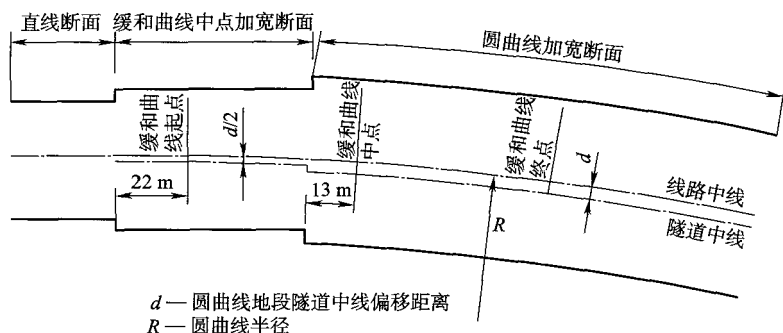 直线断面
缓和曲线中点加宽断面
圆曲线加宽断面
缓和曲
线起点
d/2
缓和曲线
中点
缓和曲线
终点
d
线路中线
22 m
13 m
R
隧道中线
d — 圆曲线地段隧道中线偏移距离
R — 圆曲线半径